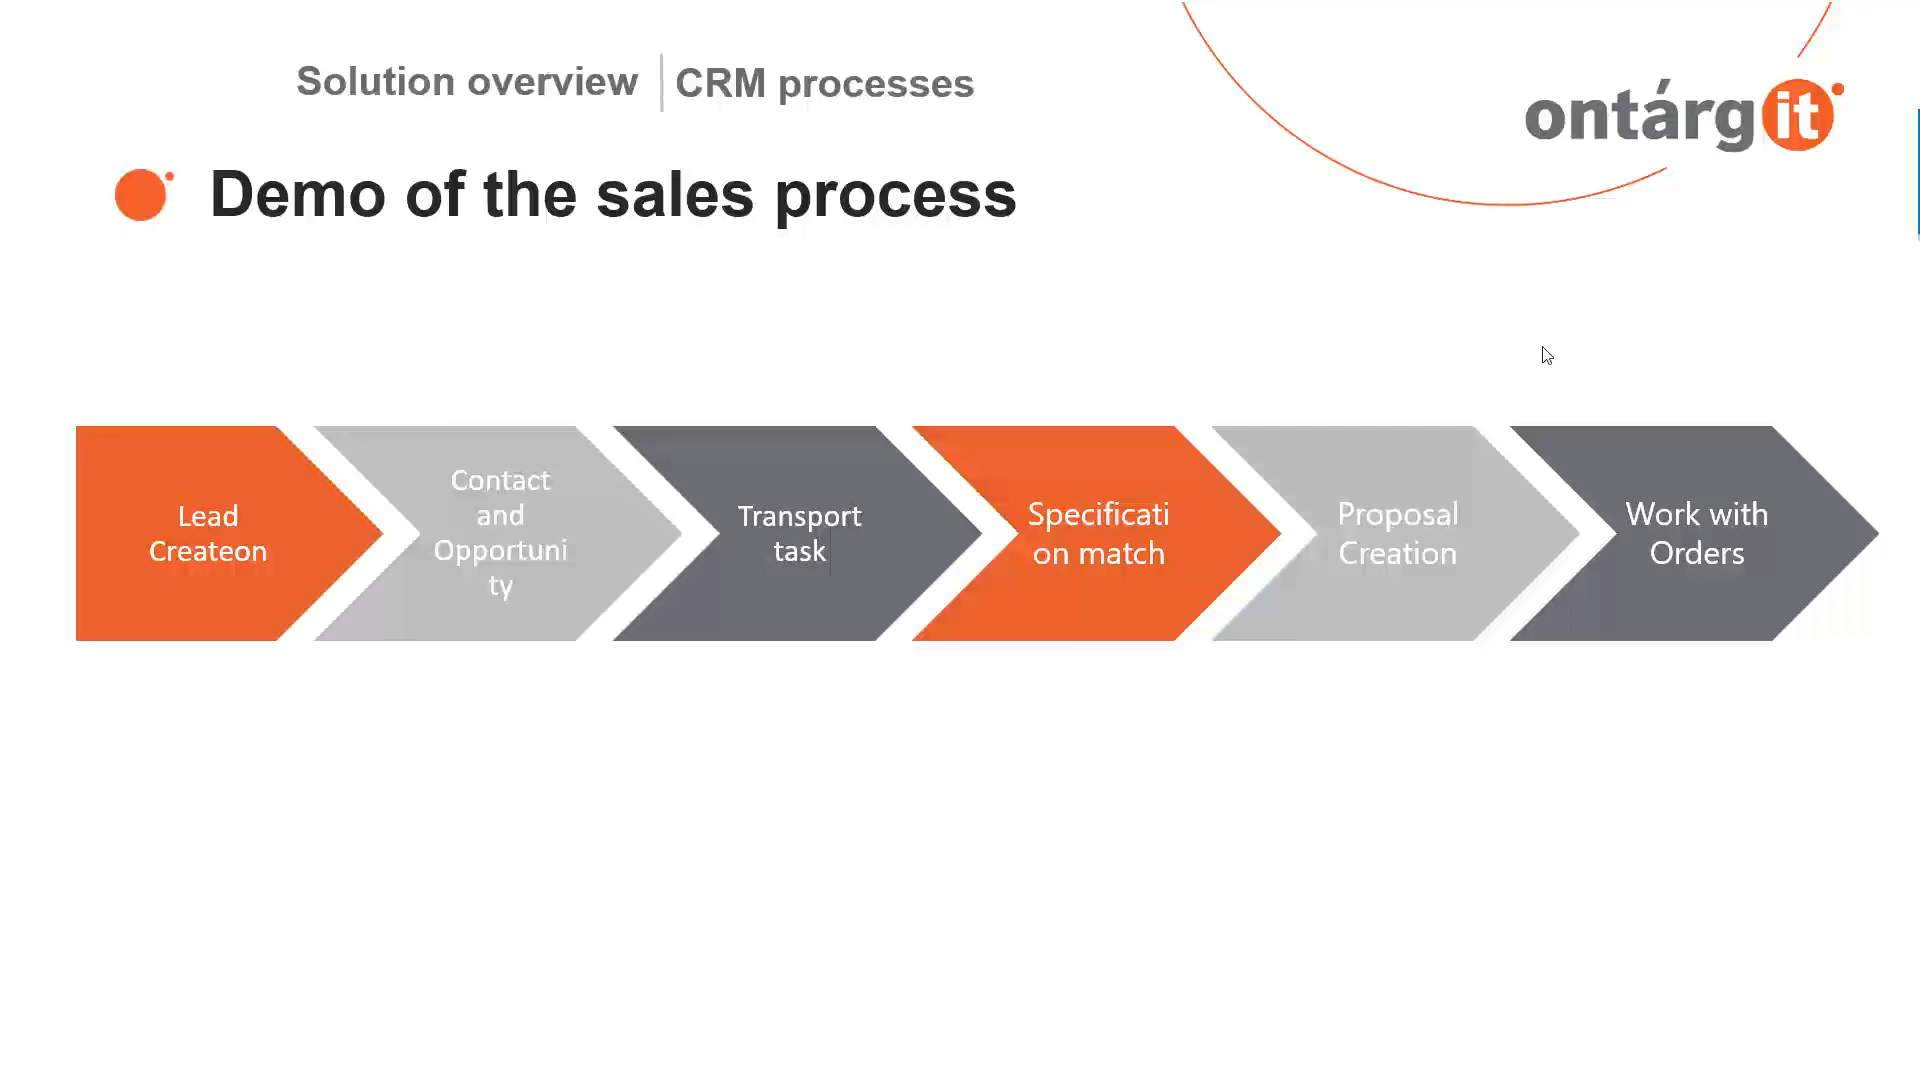 Solution overview
CRM processes
ontárgit
Demo of the sales process
Lead
Createon
Contact
and
Opportuni
ty
Transport
task
Specificati
on match
Proposal
Creation
Work with
Orders